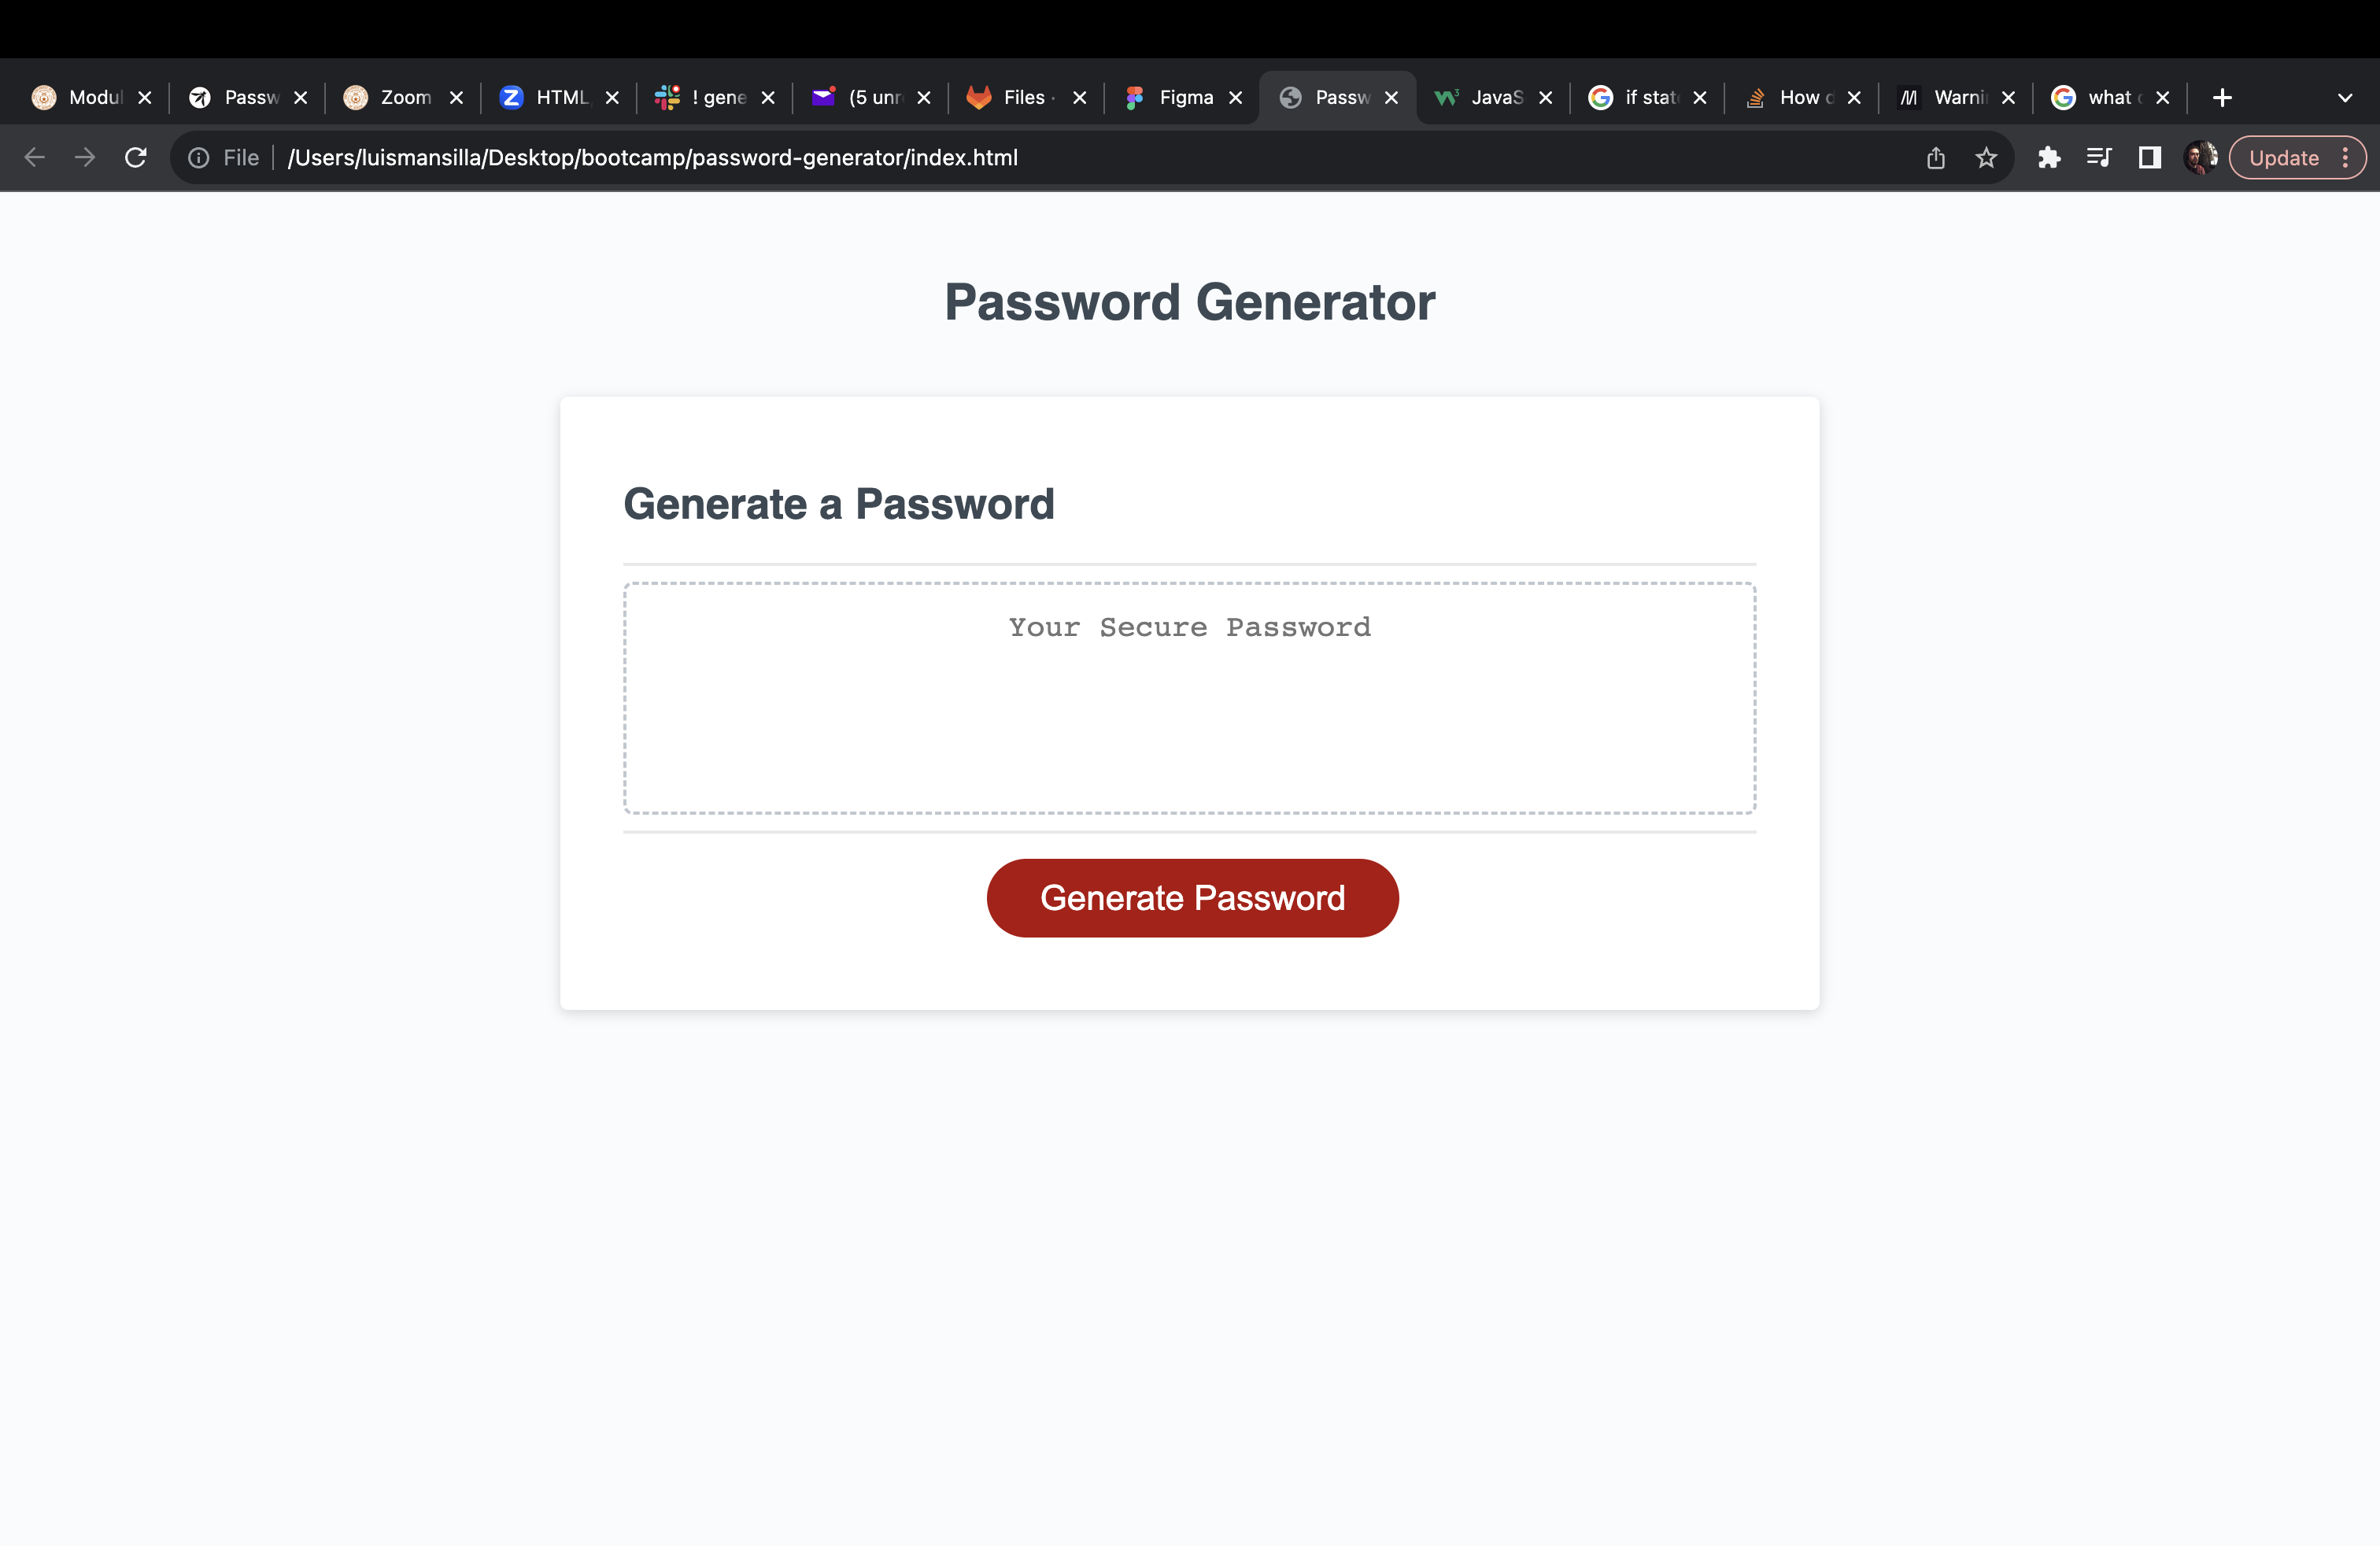 Modul
Passw
Zoom
HTML,
! gene
(5 unr
Files ·
Figma
Passw
JavaS
if stat
How d
Warni
what c
File
/Users/luismansilla/Desktop/bootcamp/password-generator/index.html
Update
Password Generator
Generate a Password
Your Secure Password
Generate Password